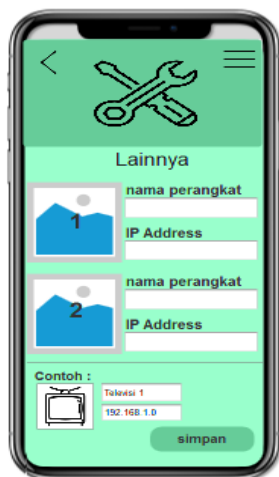 Lainnya
nama perangkat
1
IP Address
nama perangkat
2
IP Address
Contoh :
Televisi 1
192.168.1.0
simpan